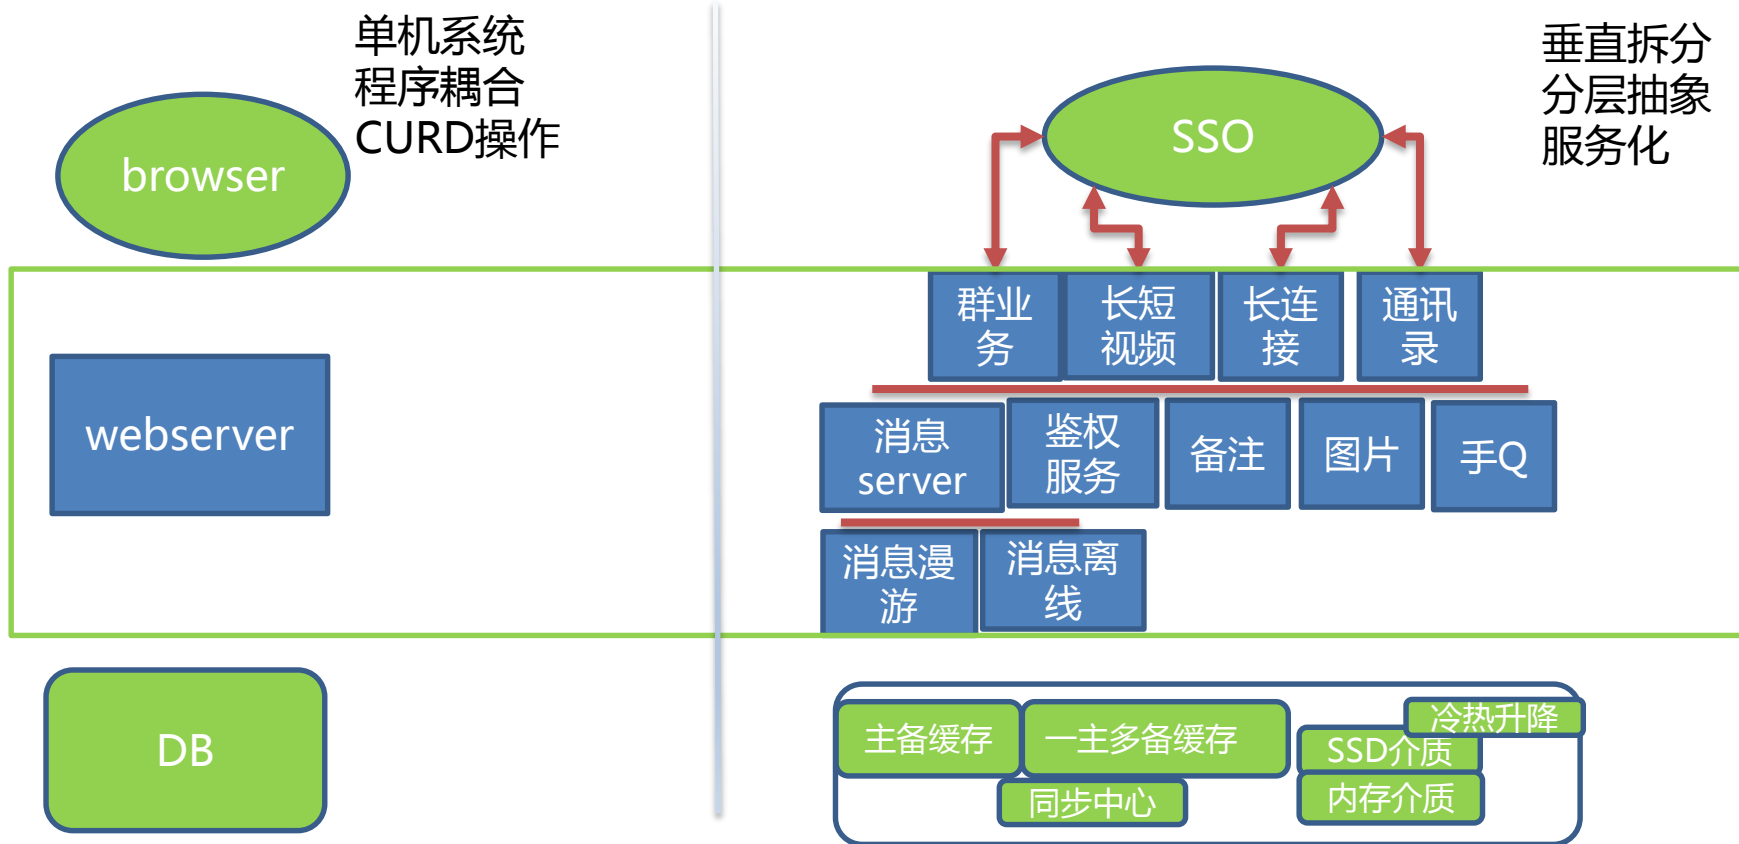 单机系统
程序耦合
CURD操作
browser
webserver
DB
垂直拆分
分层抽象
服务化
SSO
群业
务
长短
视频
长连
接
通讯
录
消息
server
鉴权
服务
备注
图片
手Q
消息漫
游
消息离
线
主备缓存
一主多备缓存
冷热升降
SSD介质
同步中心
内存介质